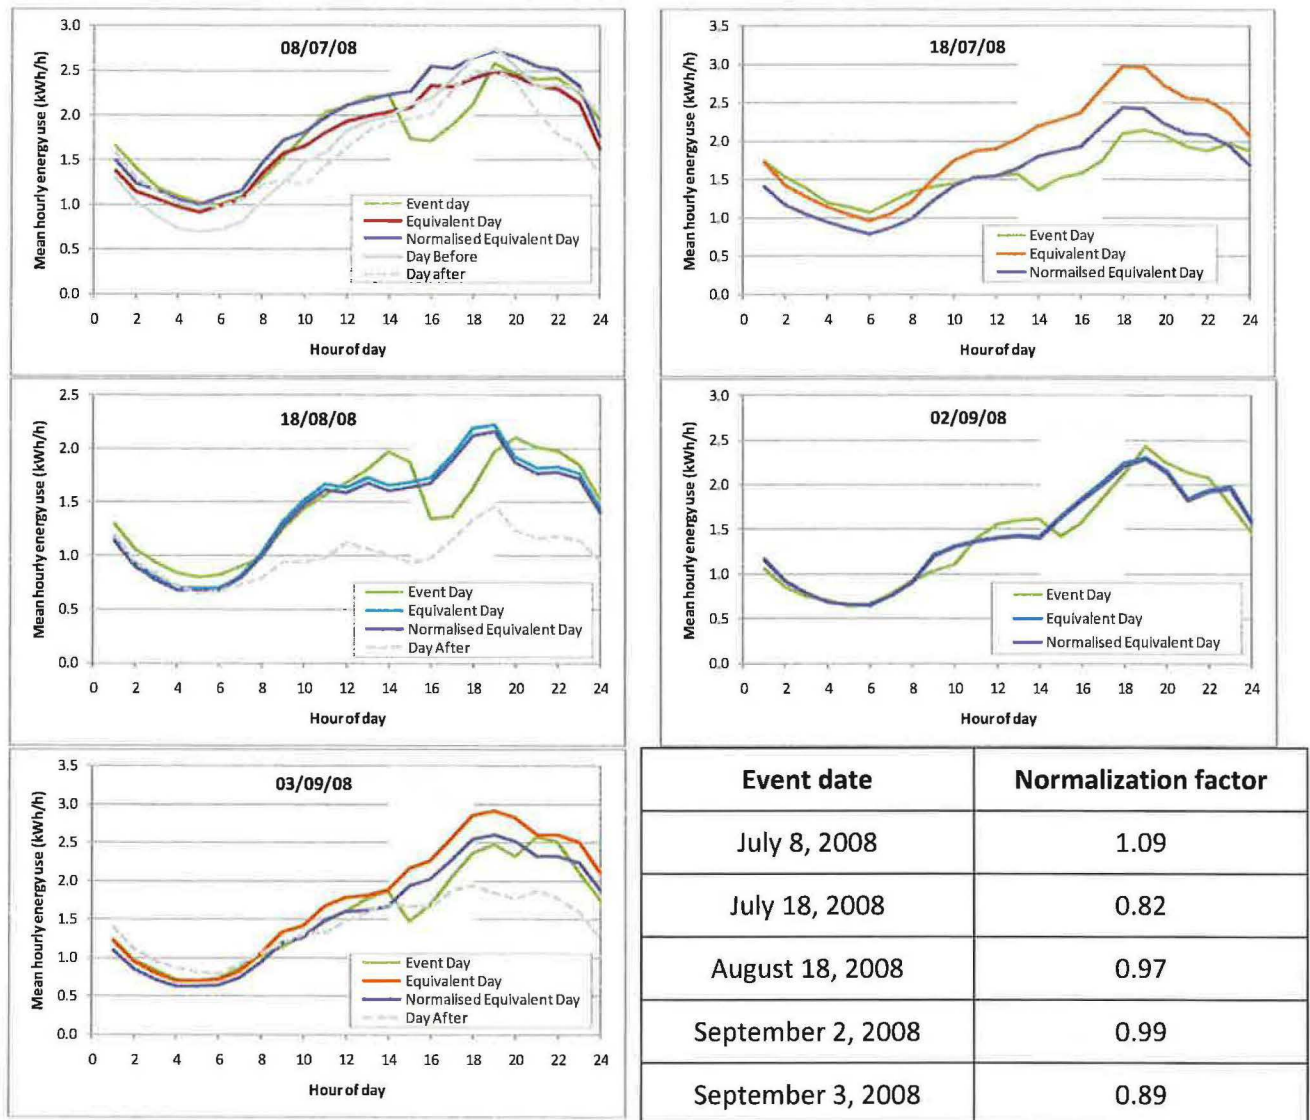 08/07/08
Mean hourly energy use (kWh/h)
3.0
2.5
2.0
1.5
1.0
0.5
0.0
Event day
Equivalent Day
Normalised Equivalent Day
Day Before
Day after
0 2 4 6 8 10 12 14 16 18 20 22 24
Hour of day
18/07/08
Mean hourly energy use (kWh/h)
3.5
3.0
2.5
2.0
1.5
1.0
0.5
0.0
Event Day
Equivalent Day
Normailsed Equivalent Day
0 2 4 6 8 10 12 14 16 18 20 22 24
Hour of day
18/08/08
Mean hourly energy use (kWh/h)
2.5
2.0
1.5
1.0
0.5
0.0
Event Day
Equivalent Day
Normalised Equivalent Day
Day After
0 2 4 6 8 10 12 14 16 18 20 22 24
Hour of day
02/09/08
Mean hourly energy use (kWh/h)
3.0
2.5
2.0
1.5
1.0
0.5
0.0
Event Day
Equivalent Day
Normalised Equivalent Day
0 2 4 6 8 10 12 14 16 18 20 22 24
Hour of day
03/09/08
Mean hourly energy use (kWh/h)
3.5
3.0
2.5
2.0
1.5
1.0
0.5
0.0
Event Day
Equivalent Day
Normalised Equivalent Day
Day After
0 2 4 6 8 10 12 14 16 18 20 22 24
Hour of day
Event date Normalization factor
July 8, 2008 1.09
July 18, 2008 0.82
August 18, 2008 0.97
September 2, 2008 0.99
September 3, 2008 0.89